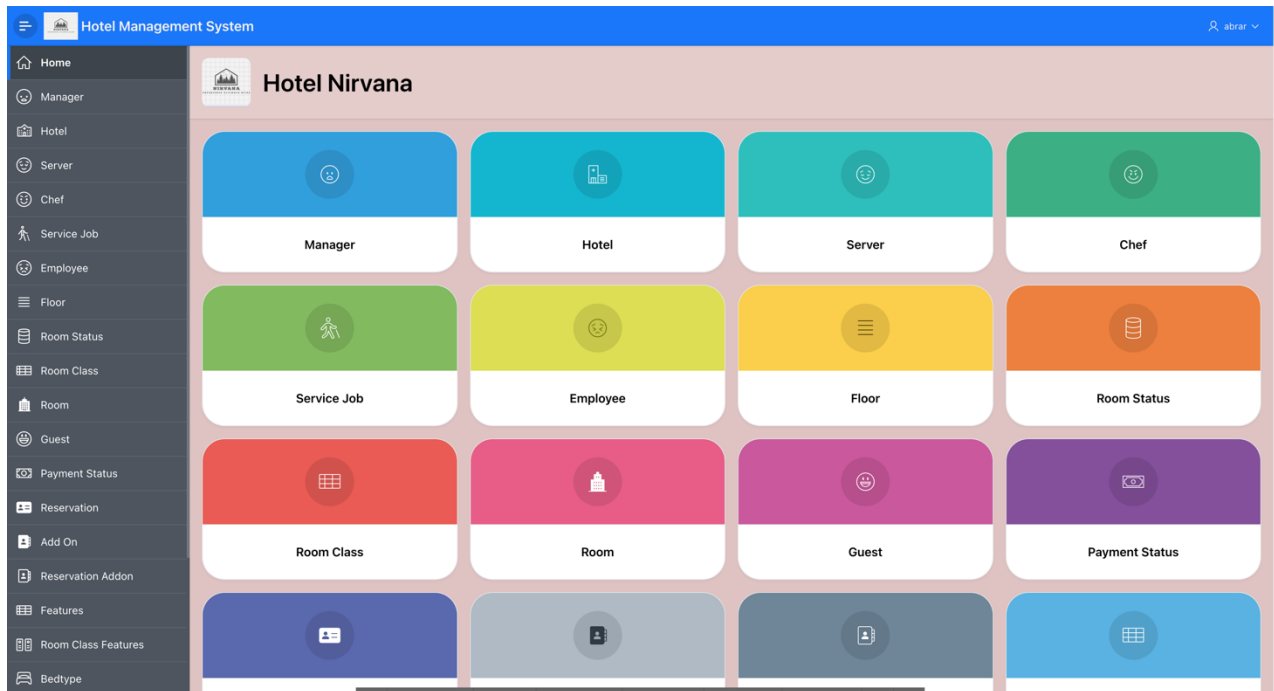 Hotel Management System
abrar
Home
Manager
Hotel
Server
Chef
Service Job
Employee
Floor
Room Status
Room Class
Room
Guest
Payment Status
Reservation
Add On
Reservation Addon
Features
Room Class Features
Bedtype
NIRVANA
Hotel Nirvana
Manager
Hotel
Server
Chef
Service Job
Employee
Floor
Room Status
Room Class
Room
Guest
Payment Status